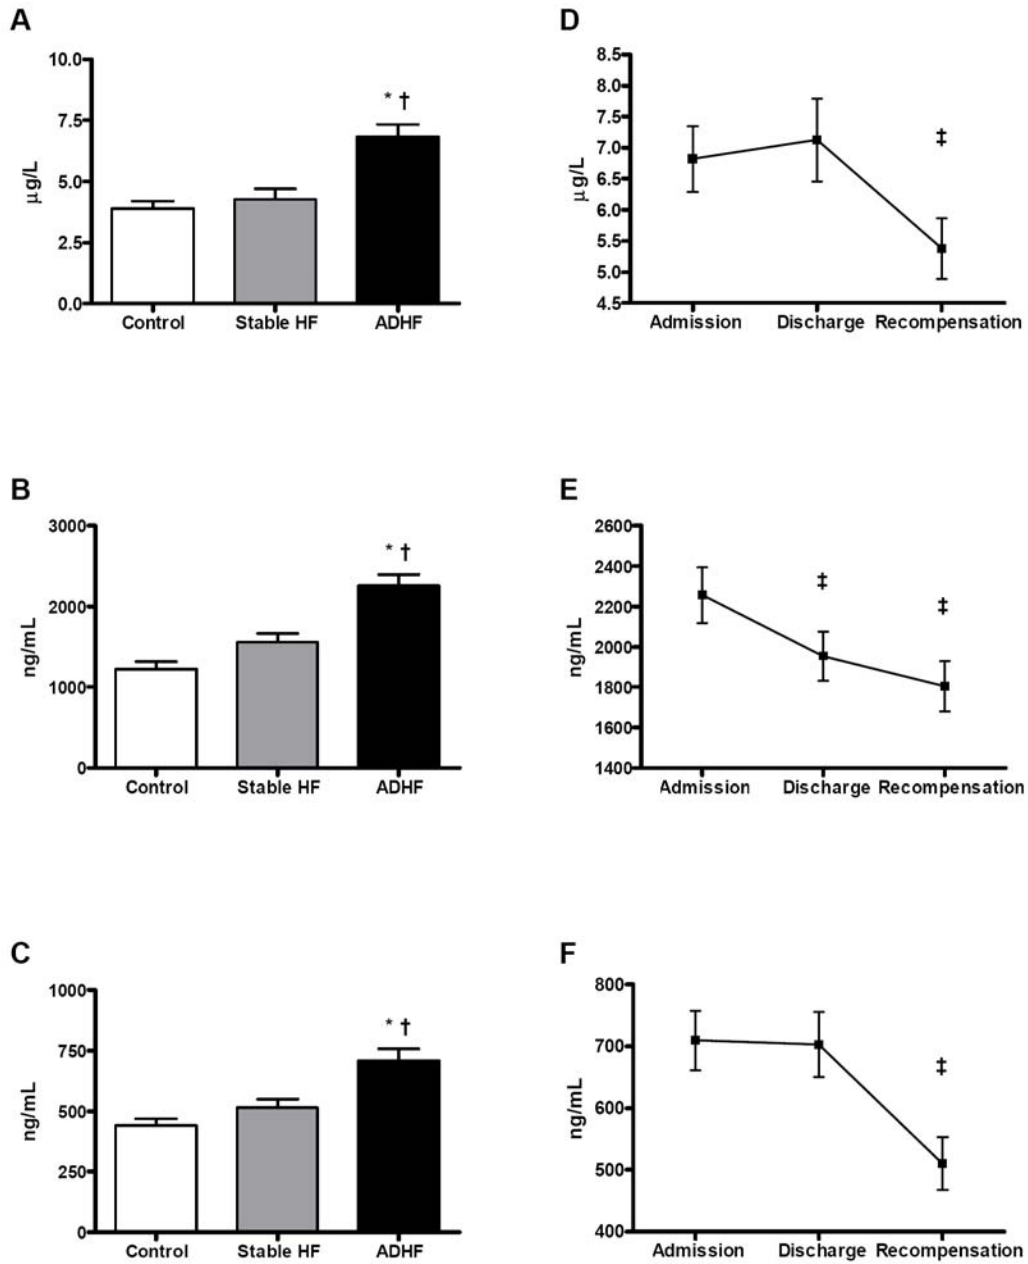 A
10.0
7.5
5.0
2.5
0.0
µg/L
* †
Control Stable HF ADHF
D
8.5
8.0
7.5
7.0
6.5
6.0
5.5
5.0
4.5
µg/L
‡
Admission Discharge Recompensation
B
3000
2000
1000
0
ng/mL
* †
Control Stable HF ADHF
E
2600
2400
2200
2000
1800
1600
1400
ng/mL
‡
‡
Admission Discharge Recompensation
C
1000
750
500
250
0
ng/mL
* †
Control Stable HF ADHF
F
800
700
600
500
400
ng/mL
‡
Admission Discharge Recompensation